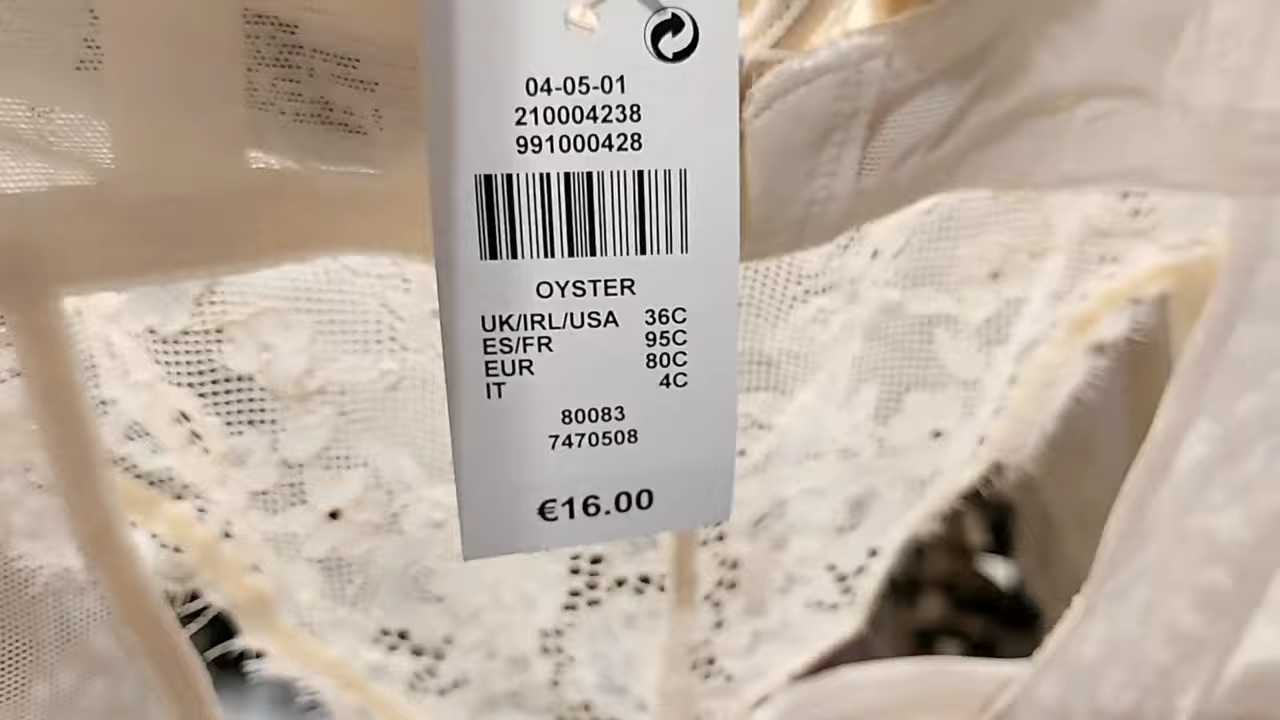 04-05-01
210004238
991000428
OYSTER
UK/IRL/USA 36C
ES/FR 95C
EUR 80C
IT 4C
80083
7470508
€16.00